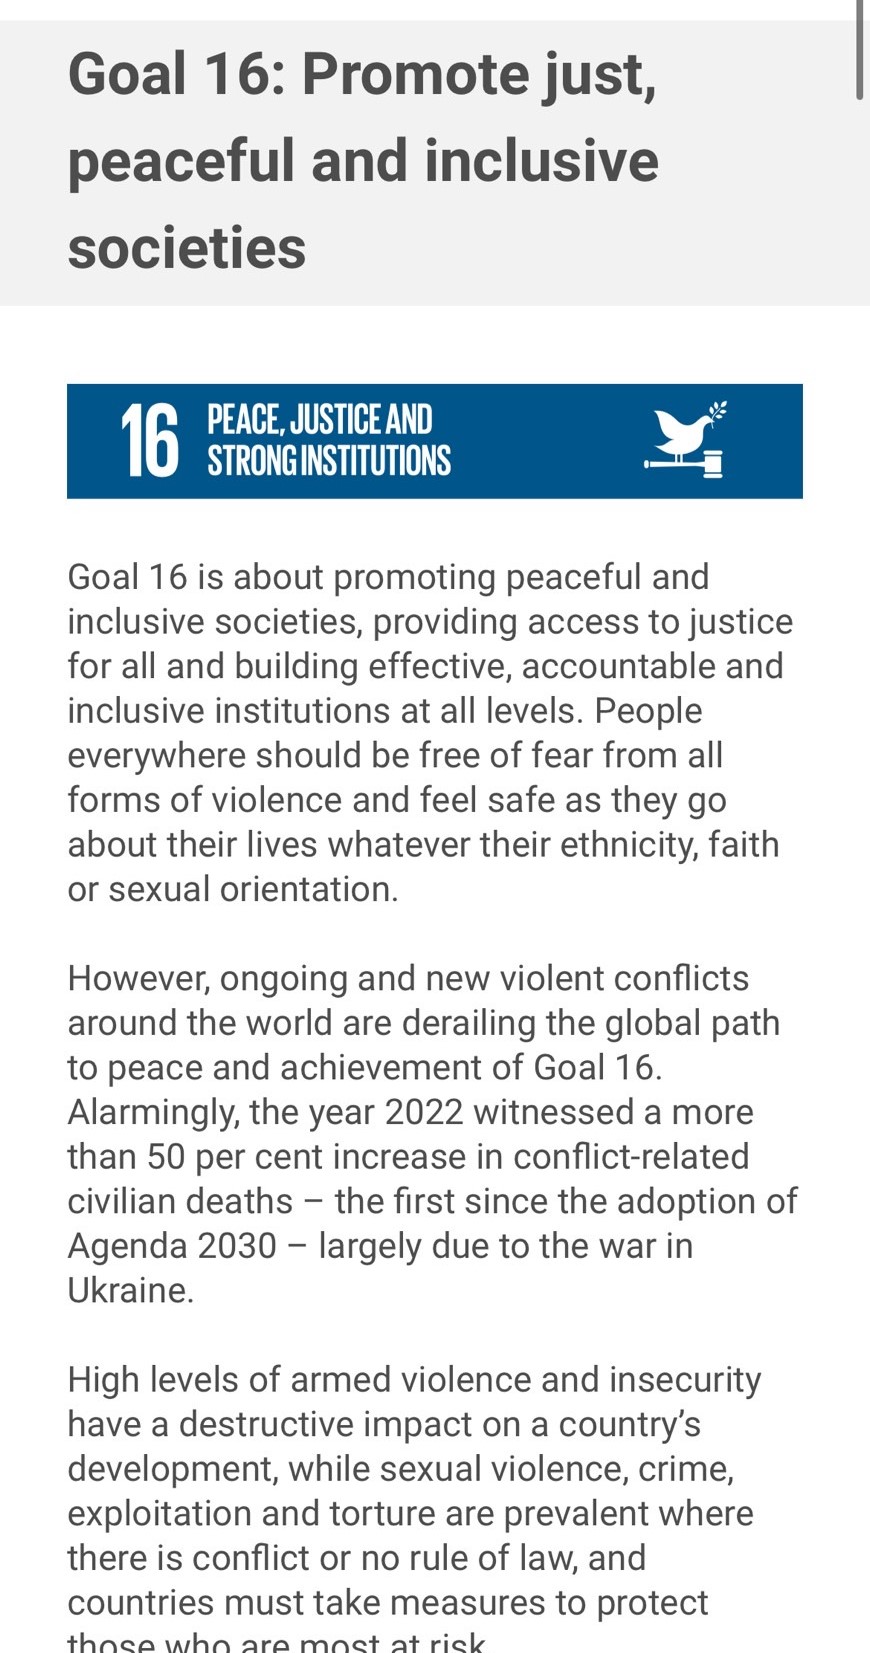 Goal 16: Promote just,
peaceful and inclusive
societies
16 PEACE, JUSTICE AND
STRONG INSTITUTIONS
Goal 16 is about promoting peaceful and
inclusive societies, providing access to justice
for all and building effective, accountable and
inclusive institutions at all levels. People
everywhere should be free of fear from all
forms of violence and feel safe as they go
about their lives whatever their ethnicity, faith
or sexual orientation.
However, ongoing and new violent conflicts
around the world are derailing the global path
to peace and achievement of Goal 16.
Alarmingly, the year 2022 witnessed a more
than 50 per cent increase in conflict-related
civilian deaths – the first since the adoption of
Agenda 2030 – largely due to the war in
Ukraine.
High levels of armed violence and insecurity
have a destructive impact on a country’s
development, while sexual violence, crime,
exploitation and torture are prevalent where
there is conflict or no rule of law, and
countries must take measures to protect
those who are most at risk.